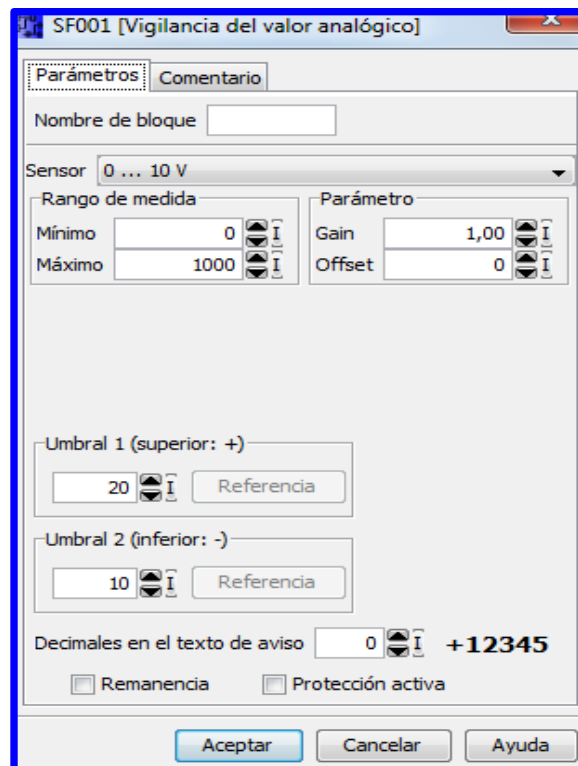 SF001 [Vigilancia del valor analógico]
Parámetros Comentario
Nombre de bloque
Sensor 0 ... 10 V
Rango de medida Parámetro
Mínimo 0 Gain 1,00
Máximo 1000 Offset 0
Umbral 1 (superior: +)
20 Referencia
Umbral 2 (inferior: -)
10 Referencia
Decimales en el texto de aviso 0 +12345
Remanencia Protección activa
Aceptar Cancelar Ayuda